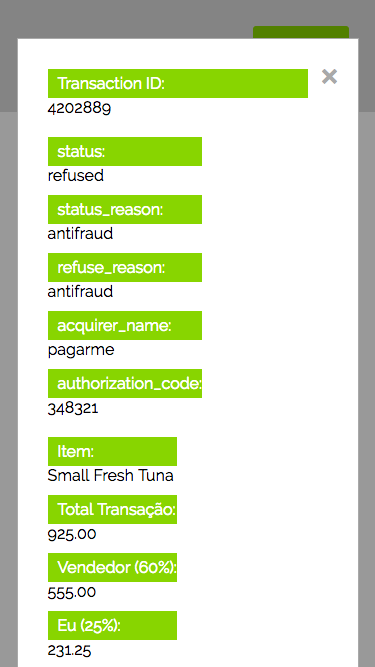 Transaction ID:
4202889
status:
refused
status_reason:
antifraud
refuse_reason:
antifraud
acquirer_name:
pagarme
authorization_code:
348321
Item:
Small Fresh Tuna
Total Transação:
925.00
Vendedor (60%):
555.00
Eu (25%):
231.25